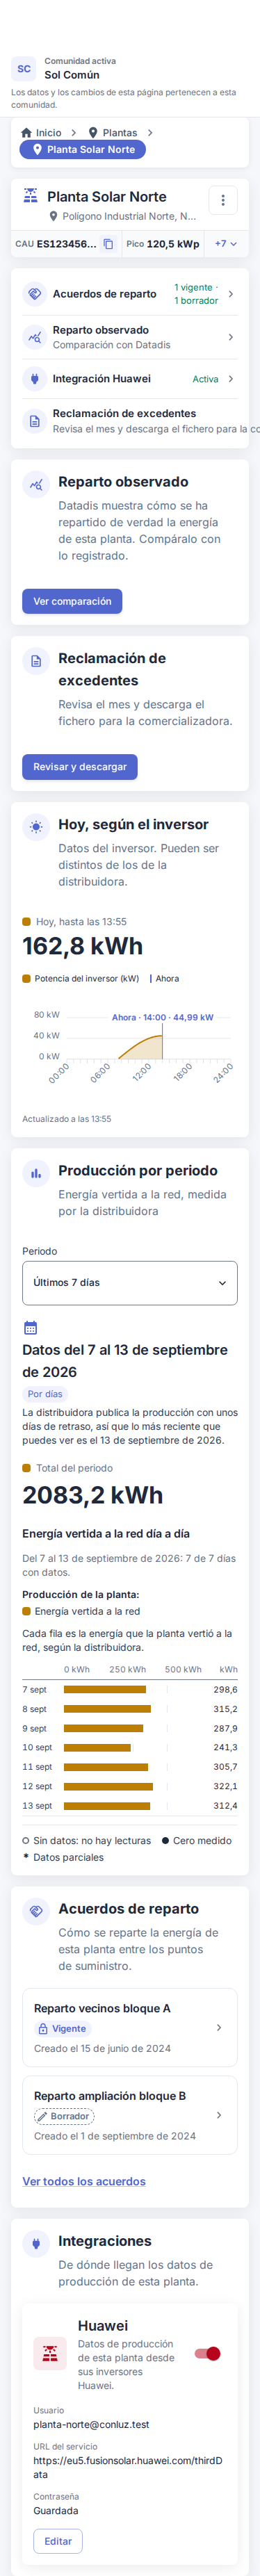 SC
Comunidad activa
Sol Común
Los datos y los cambios de esta página pertenecen a esta
comunidad.
Inicio
Plantas
Planta Solar Norte
Planta Solar Norte
Polígono Industrial Norte, N...
CAU ES123456...
Pico 120,5 kWp
+7
Acuerdos de reparto
1 vigente ·
1 borrador
Reparto observado
Comparación con Datadis
Integración Huawei
Activa
Reclamación de excedentes
Revisa el mes y descarga el fichero para la co
Reparto observado
Datadis muestra cómo se ha
repartido de verdad la energía
de esta planta. Compáralo con
lo registrado.
Ver comparación
Reclamación de
excedentes
Revisa el mes y descarga el
fichero para la comercializadora.
Revisar y descargar
Hoy, según el inversor
Datos del inversor. Pueden ser
distintos de los de la
distribuidora.
Hoy, hasta las 13:55
162,8 kWh
Potencia del inversor (kW)
Ahora
Ahora · 14:00 · 44,99 kW
80 kW
40 kW
0 kW
00:00
06:00
12:00
18:00
24:00
Actualizado a las 13:55
Producción por periodo
Energía vertida a la red, medida
por la distribuidora
Periodo
Últimos 7 días
Datos del 7 al 13 de septiembre
de 2026
Por días
La distribuidora publica la producción con unos
días de retraso, así que lo más reciente que
puedes ver es el 13 de septiembre de 2026.
Total del periodo
2083,2 kWh
Energía vertida a la red día a día
Del 7 al 13 de septiembre de 2026: 7 de 7 días
con datos.
Producción de la planta:
Energía vertida a la red
Cada fila es la energía que la planta vertió a la
red, según la distribuidora.
0 kWh
250 kWh
500 kWh
kWh
7 sept 298,6
8 sept 315,2
9 sept 287,9
10 sept 241,3
11 sept 305,7
12 sept 322,1
13 sept 312,4
Sin datos: no hay lecturas
Cero medido
* Datos parciales
Acuerdos de reparto
Cómo se reparte la energía de
esta planta entre los puntos
de suministro.
Reparto vecinos bloque A
Vigente
Creado el 15 de junio de 2024
Reparto ampliación bloque B
Borrador
Creado el 1 de septiembre de 2024
Ver todos los acuerdos
Integraciones
De dónde llegan los datos de
producción de esta planta.
Huawei
Datos de producción
de esta planta desde
sus inversores
Huawei.
Usuario
planta-norte@conluz.test
URL del servicio
https://eu5.fusionsolar.huawei.com/thirdD
ata
Contraseña
Guardada
Editar